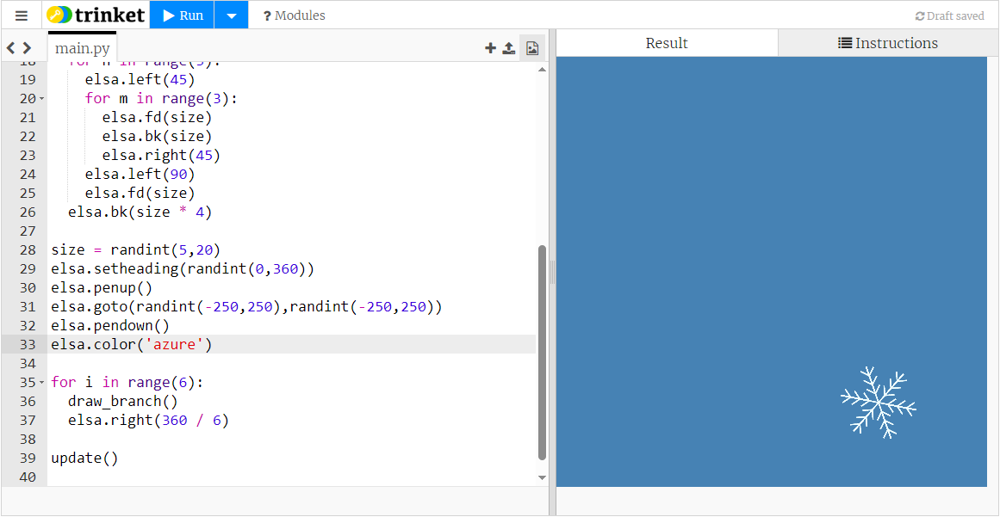 trinket Run ? Modules Draft saved
main.py Result Instructions
18 for n in range(3):
19 elsa.left(45)
20 for m in range(3):
21 elsa.fd(size)
22 elsa.bk(size)
23 elsa.right(45)
24 elsa.left(90)
25 elsa.fd(size)
26 elsa.bk(size * 4)
27
28 size = randint(5,20)
29 elsa.setheading(randint(0,360))
30 elsa.penup()
31 elsa.goto(randint(-250,250),randint(-250,250))
32 elsa.pendown()
33 elsa.color('azure')
34
35 for i in range(6):
36 draw_branch()
37 elsa.right(360 / 6)
38
39 update()
40